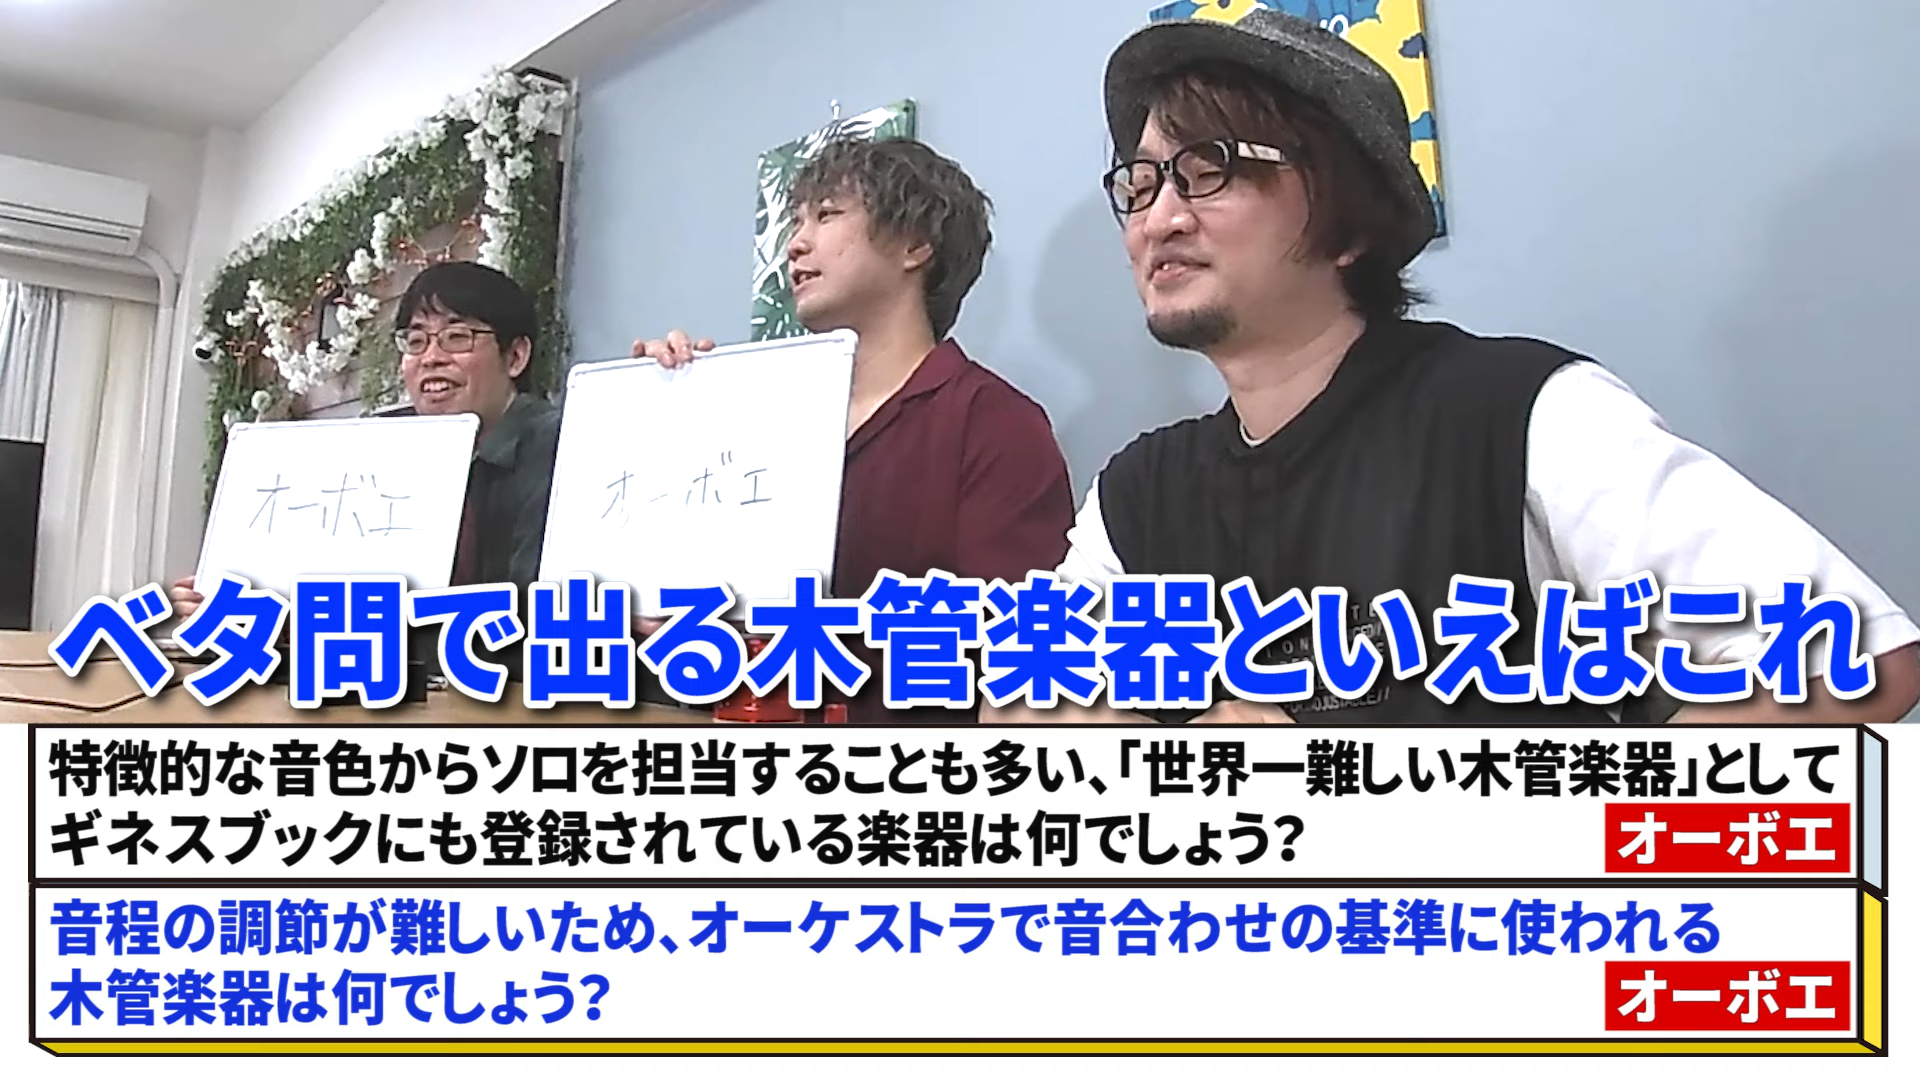 オーボエ
オーボエ
ベタ問で出る木管楽器といえばこれ
特徴的な音色からソロを担当することも多い、「世界一難しい木管楽器」として
ギネスブックにも登録されている楽器は何でしょう?
オーボエ
音程の調節が難しいため、オーケストラで音合わせの基準に使われる
木管楽器は何でしょう?
オーボエ